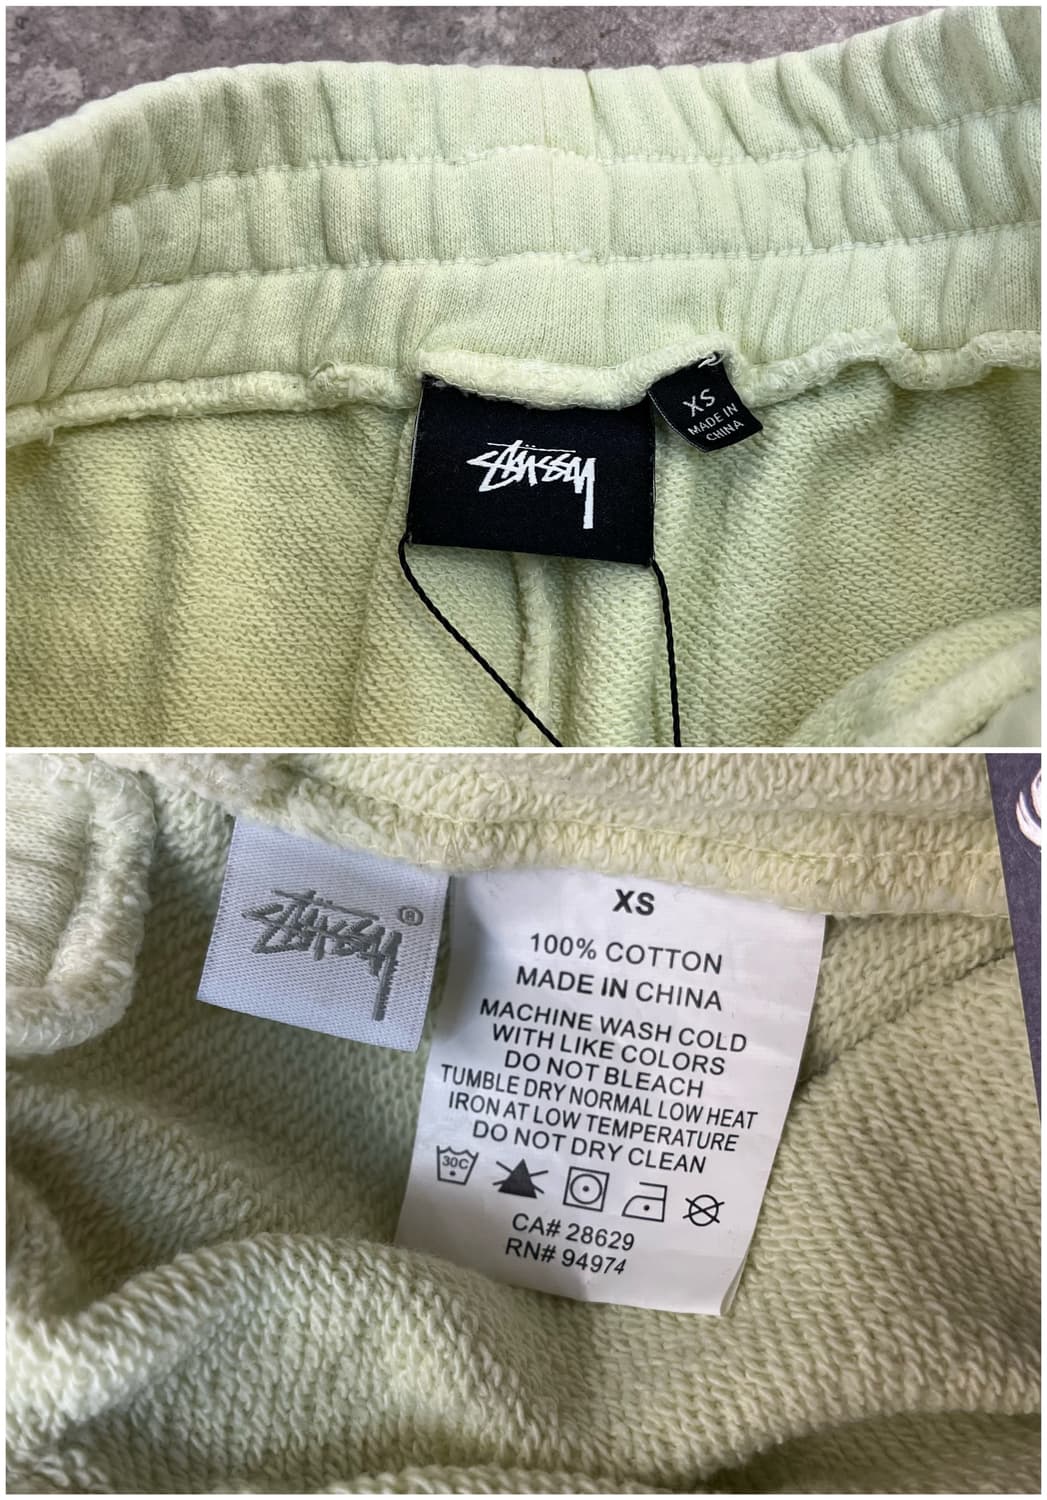 Stüssy
XS
MADE IN
CHINA
Stüssy ®
XS
100% COTTON
MADE IN CHINA
MACHINE WASH COLD
WITH LIKE COLORS
DO NOT BLEACH
TUMBLE DRY NORMAL LOW HEAT
IRON AT LOW TEMPERATURE
DO NOT DRY CLEAN
30C
CA# 28629
RN# 94974